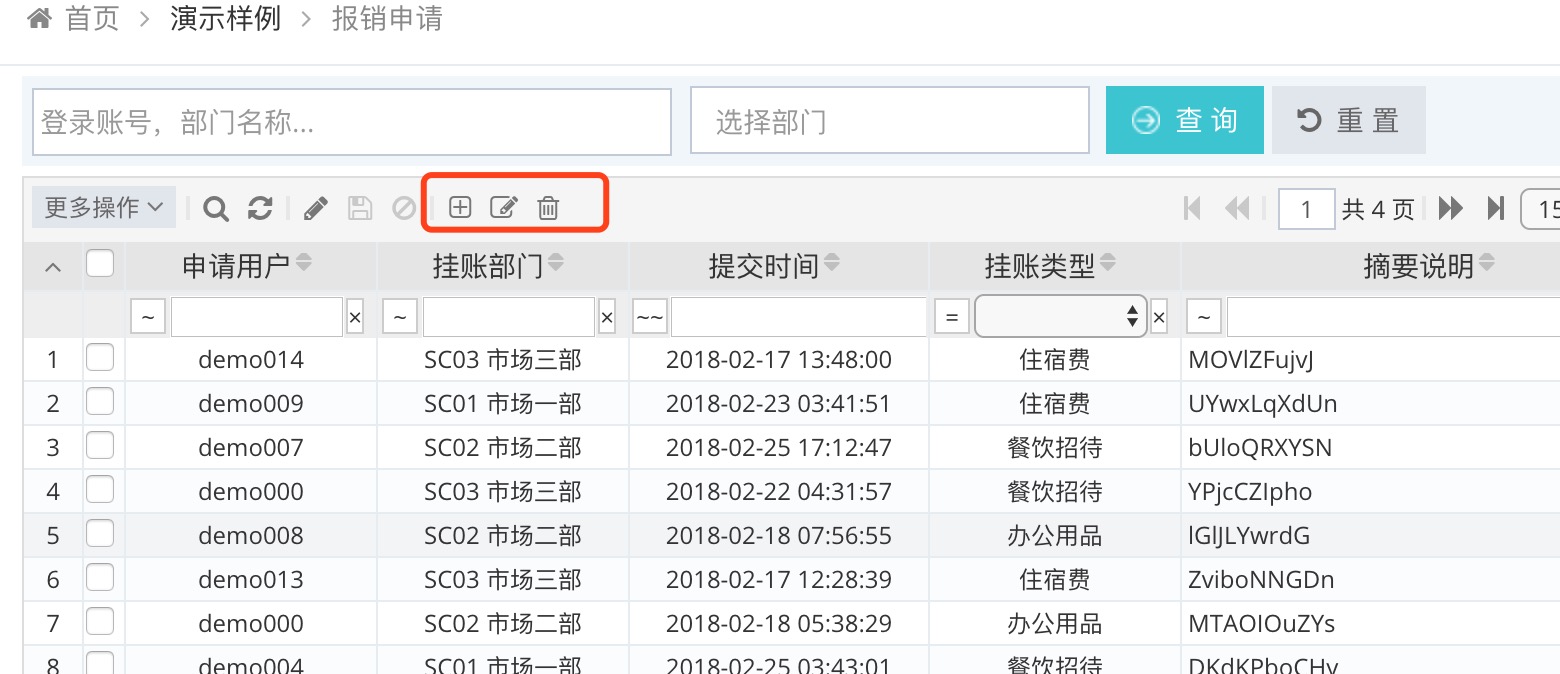 首页 > 演示样例 > 报销申请
登录账号，部门名称... 选择部门 查 询 重 置
更多操作 1 共 4 页 15
申请用户 挂账部门 提交时间 挂账类型 摘要说明
~ × ~ × ~~ = × ~
1 demo014 SC03 市场三部 2018-02-17 13:48:00 住宿费 MOVlZFujvJ
2 demo009 SC01 市场一部 2018-02-23 03:41:51 住宿费 UYwxLqXdUn
3 demo007 SC02 市场二部 2018-02-25 17:12:47 餐饮招待 bUloQRXYSN
4 demo000 SC03 市场三部 2018-02-22 04:31:57 餐饮招待 YPjcCZIpho
5 demo008 SC02 市场二部 2018-02-18 07:56:55 办公用品 lGlJLYwrdG
6 demo013 SC03 市场三部 2018-02-17 12:28:39 住宿费 ZviboNNGDn
7 demo000 SC02 市场二部 2018-02-18 05:38:29 办公用品 MTAOIOuZYs
8 demo004 SC01 市场一部 2018-02-25 03:43:01 餐饮招待 DKdKPboCHv